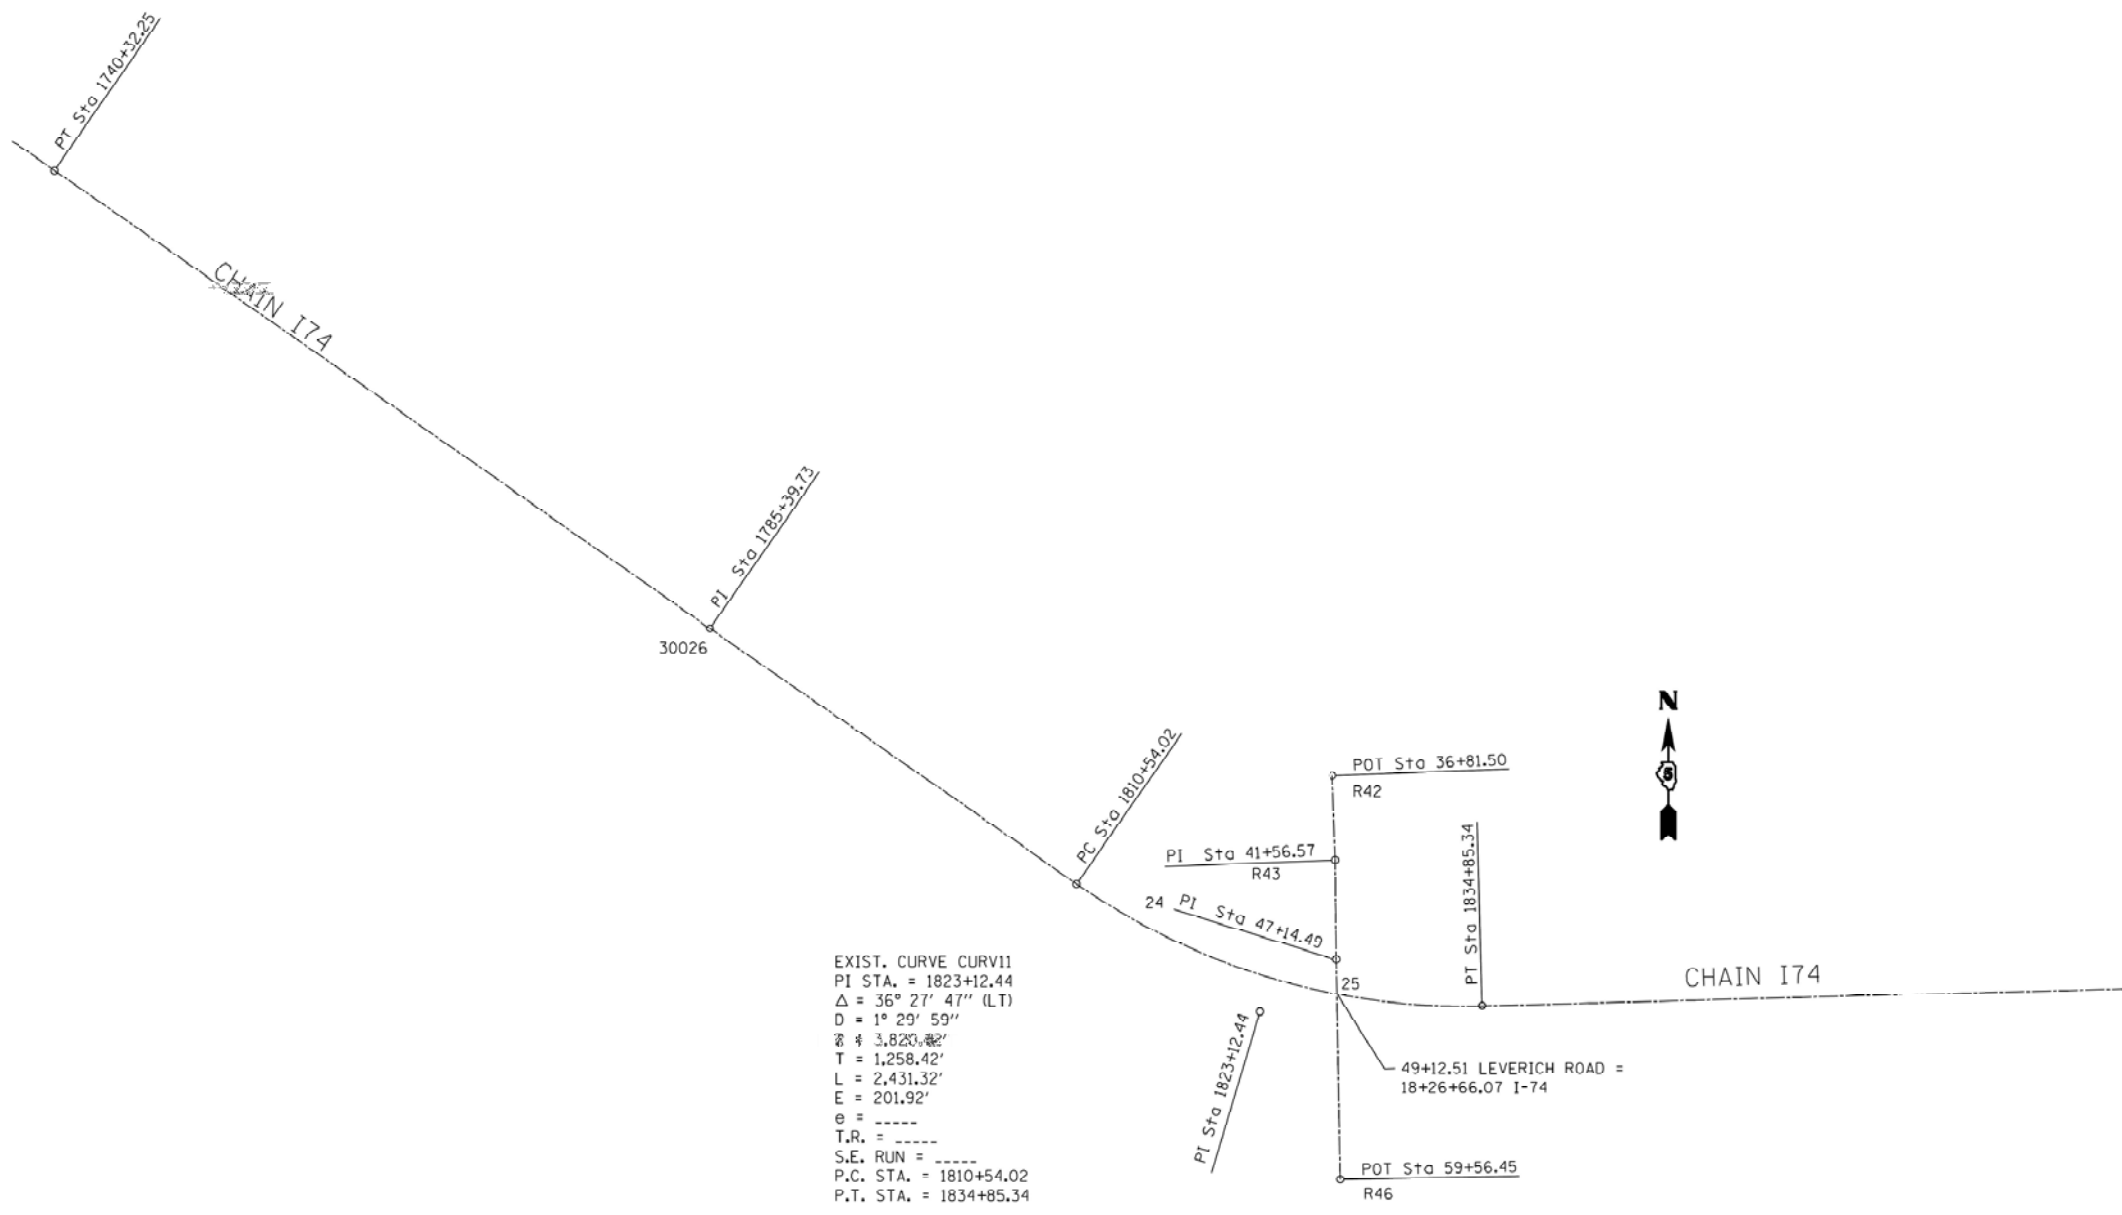 PT Sta 1740+32.25
CHAIN I74
PI Sta 1785+39.73
30026
PC Sta 1810+54.02
N
5
POT Sta 36+81.50
R42
PI Sta 41+56.57
R43
PT Sta 1834+85.34
24 PI Sta 47+14.49
25
CHAIN I74
PI Sta 1823+12.44
49+12.51 LEVERICH ROAD =
18+26+66.07 I-74
POT Sta 59+56.45
R46
EXIST. CURVE CURV11
PI STA. = 1823+12.44
Δ = 36° 27' 47'' (LT)
D = 1° 29' 59''
T = 1,258.42'
L = 2,431.32'
E = 201.92'
e = -----
T.R. = -----
S.E. RUN = -----
P.C. STA. = 1810+54.02
P.T. STA. = 1834+85.34